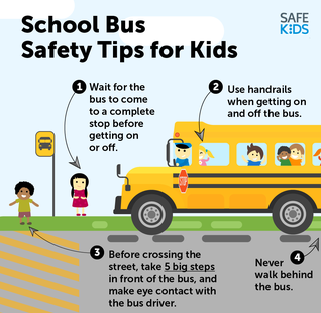 School Bus
Safety Tips for Kids
SAFE
KIDS
1 Wait for the
bus to come
to a complete
stop before
getting on
or off.
2 Use handrails
when getting on
and off the bus.
3 Before crossing the
street, take 5 big steps
in front of the bus, and
make eye contact with
the bus driver.
4
Never
walk behind
the bus.